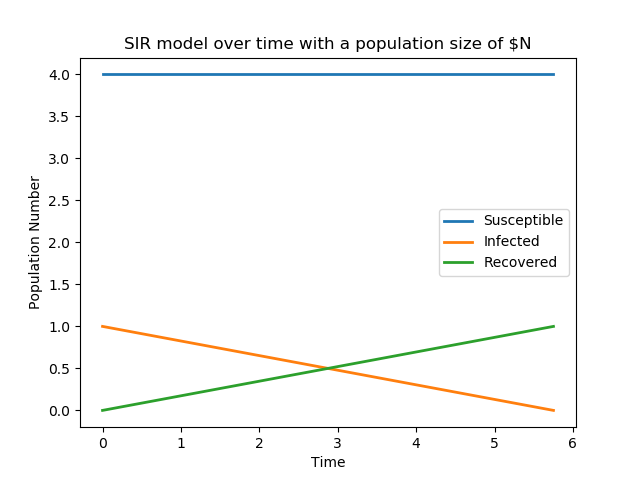 SIR model over time with a population size of $N
4.0
3.5
3.0
2.5
2.0
1.5
1.0
0.5
0.0
Population Number
Susceptible
Infected
Recovered
0 1 2 3 4 5 6
Time